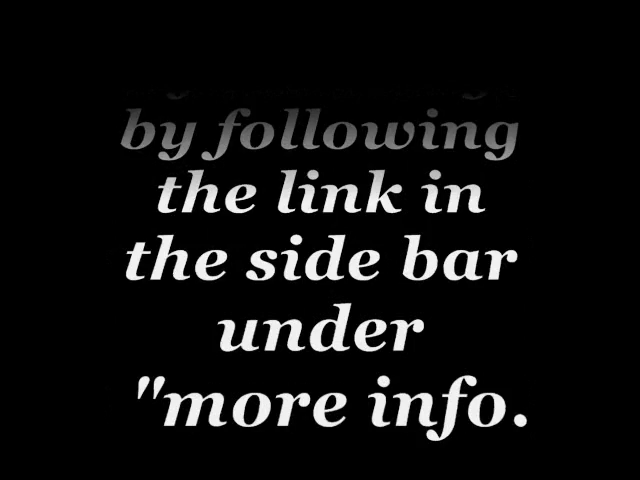 by following
the link in
the side bar
under
"more info.